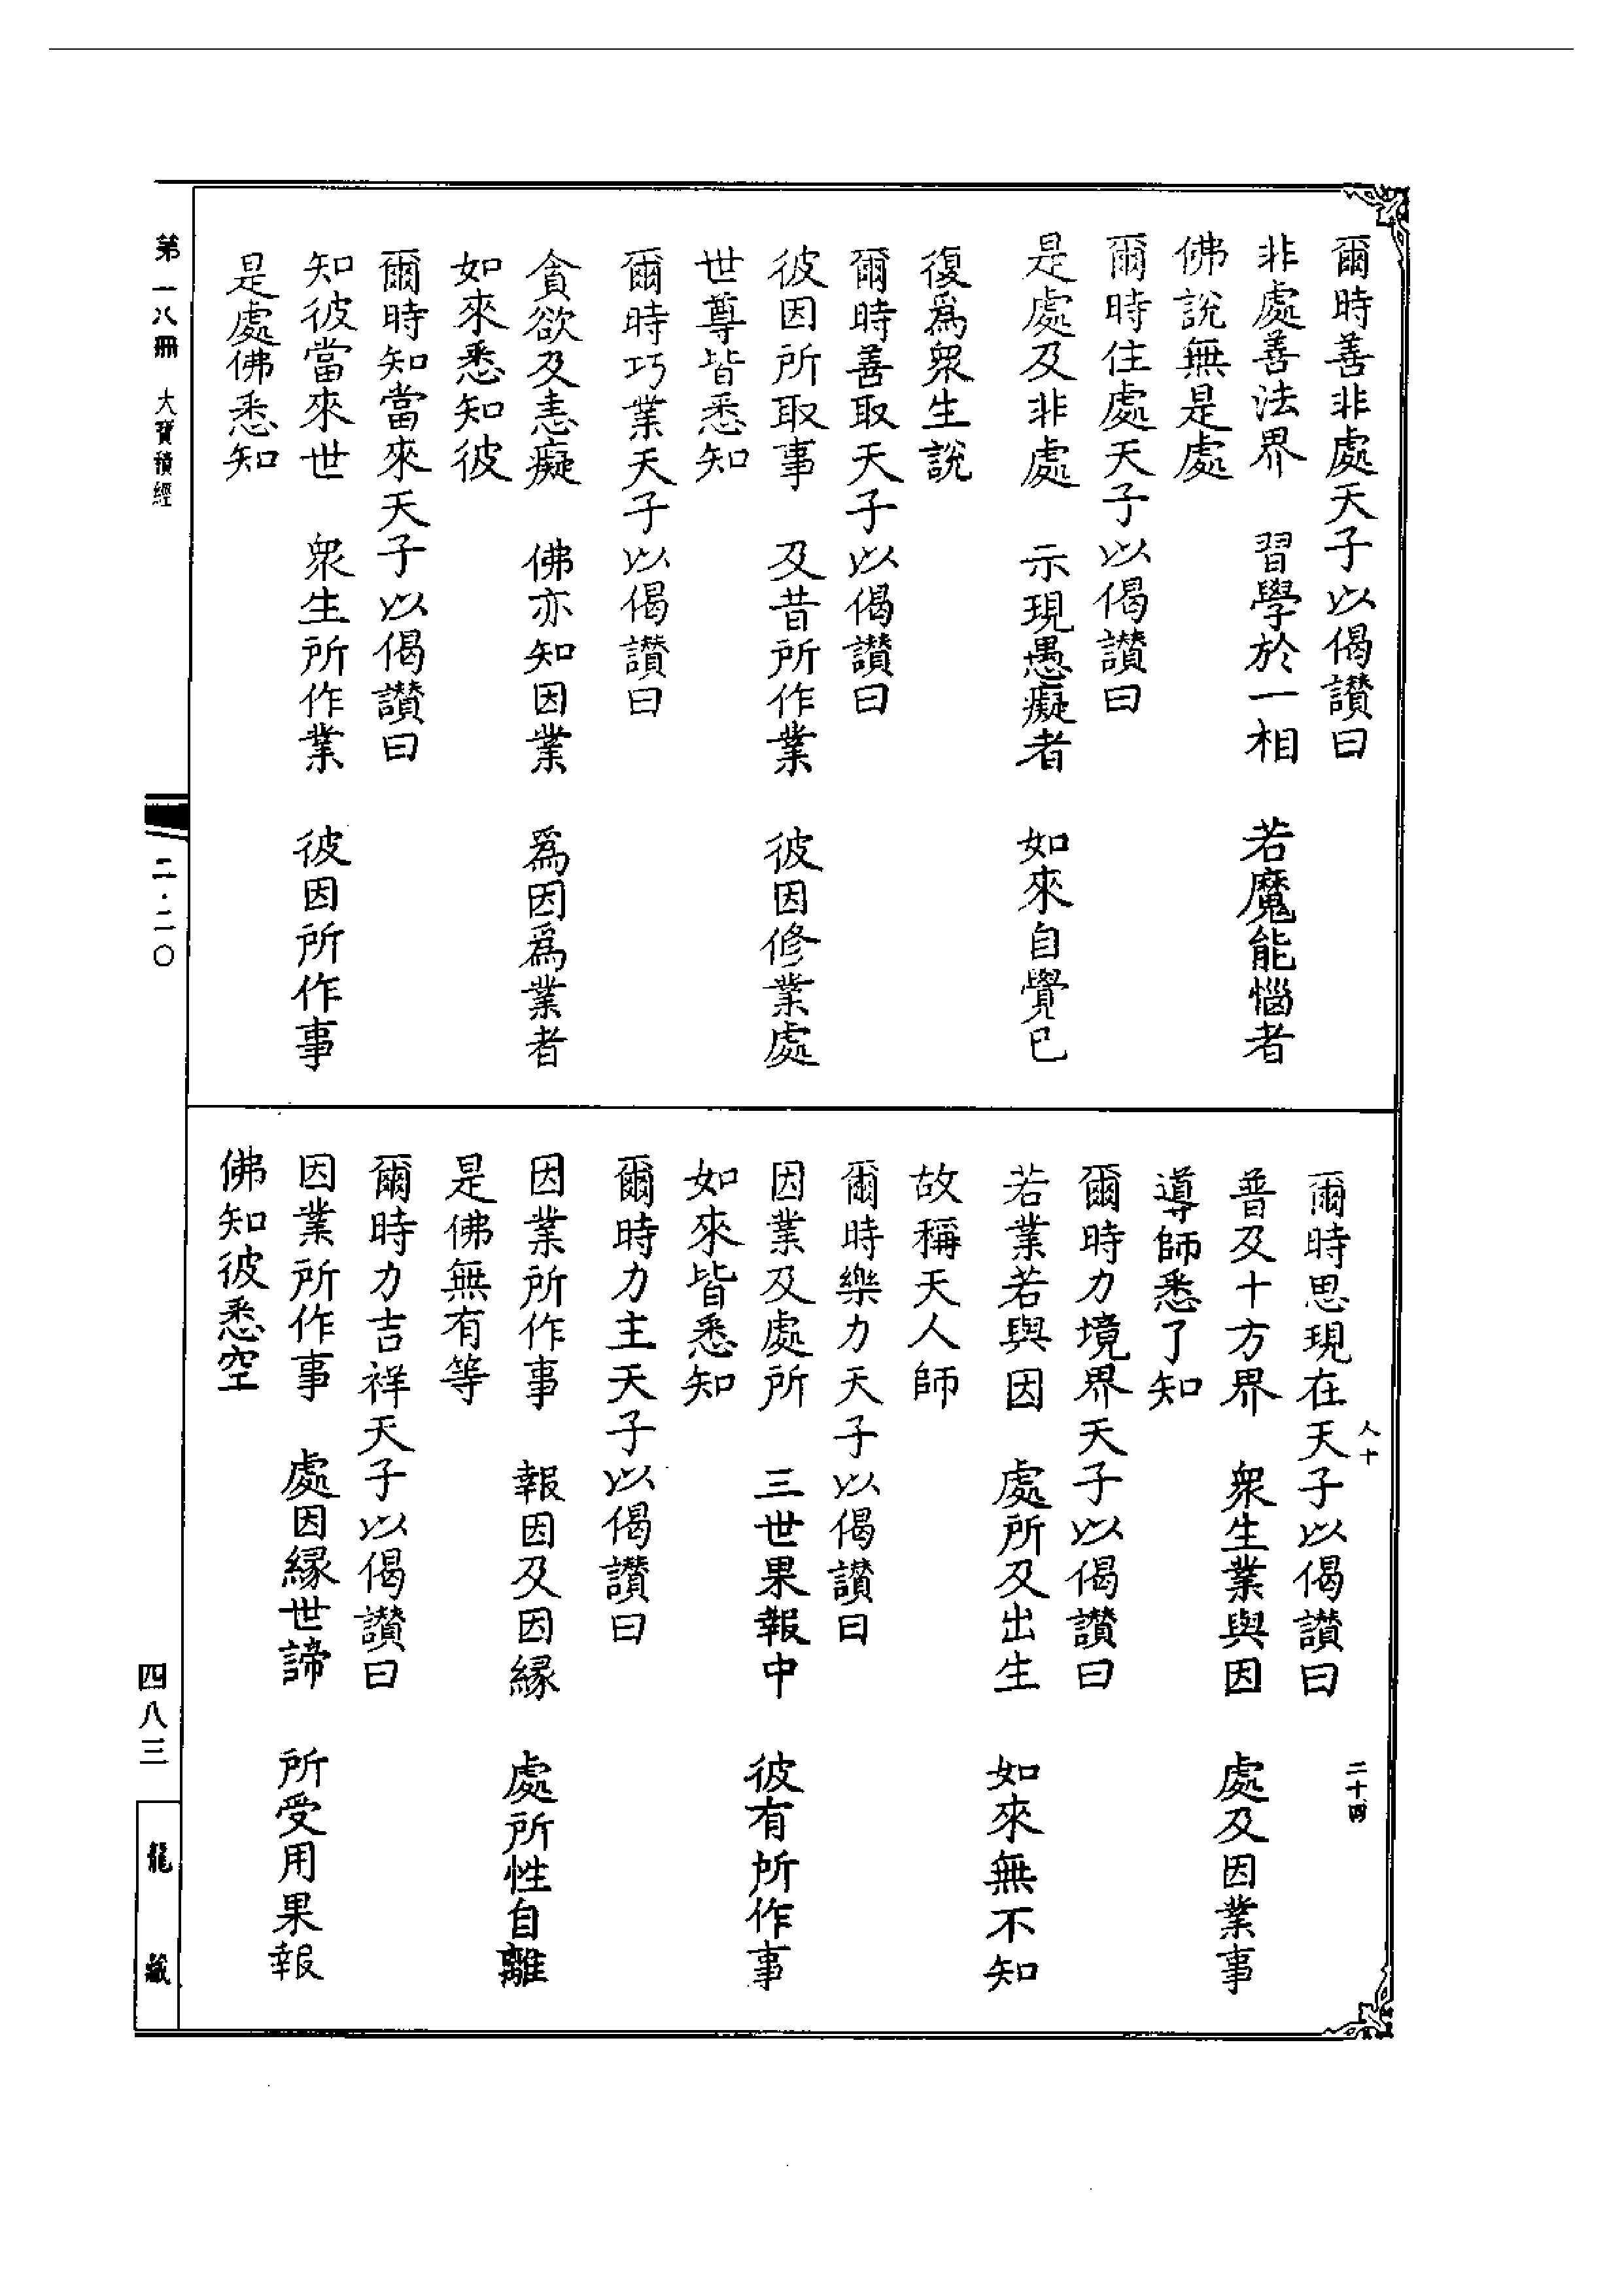 爾時善非處天子以偈讃曰
非處善法界　習學於一相　若魔能惱者
佛說無是處
爾時住處天子以偈讃曰
是處及非處　示現愚癡者　如來自覺已
復爲衆生說
爾時善取天子以偈讃曰
彼因所取事　及昔所作業　彼因修業處
世尊皆悉知
爾時巧業天子以偈讃曰
貪欲及恚癡　佛亦知因業　爲因爲業者
如來悉知彼
爾時知當來天子以偈讃曰
知彼當來世　衆生所作業　彼因所作事
是處佛悉知
爾時思現在天子以偈讃曰
普及十方界　衆生業與因　處及因業事
導師悉了知
爾時力境界天子以偈讃曰
若業若與因　處所及出生　如來無不知
故稱天人師
爾時樂力天子以偈讃曰
因業及處所　三世果報中　彼有所作事
如來皆悉知
爾時力主天子以偈讃曰
因業所作事　報因及因緣　處所性自離
是佛無有等
爾時力吉祥天子以偈讃曰
因業所作事　處因緣世諦　所受用果報
佛知彼悉空
人十
二十四
第一八冊　大寶積經
二·二〇
四八三
龍藏